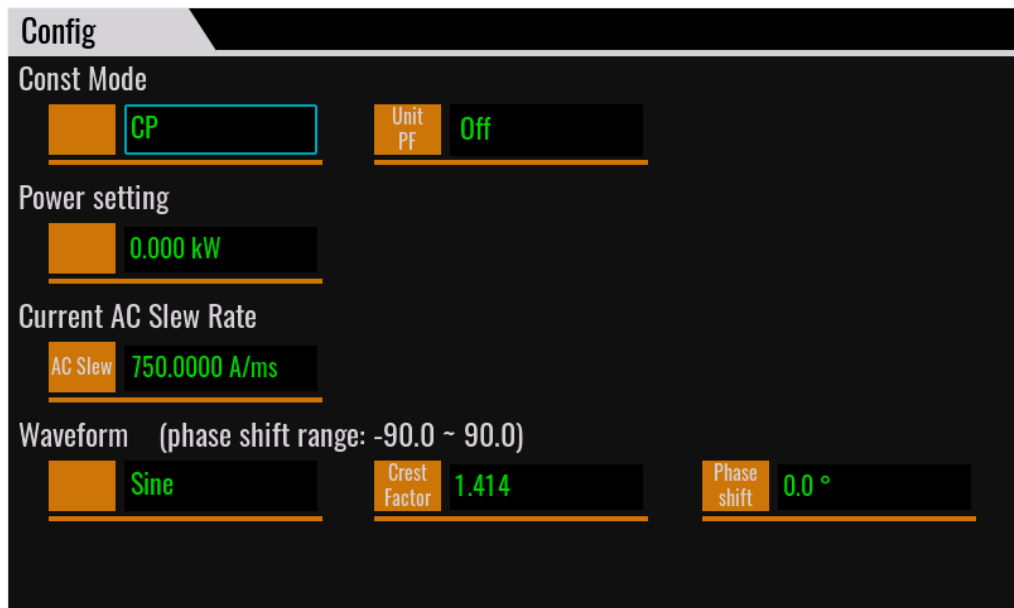 Config
Const Mode
CP
Unit PF
Off
Power setting
0.000 kW
Current AC Slew Rate
AC Slew
750.0000 A/ms
Waveform (phase shift range: -90.0 ~ 90.0)
Sine
Crest Factor
1.414
Phase shift
0.0 °